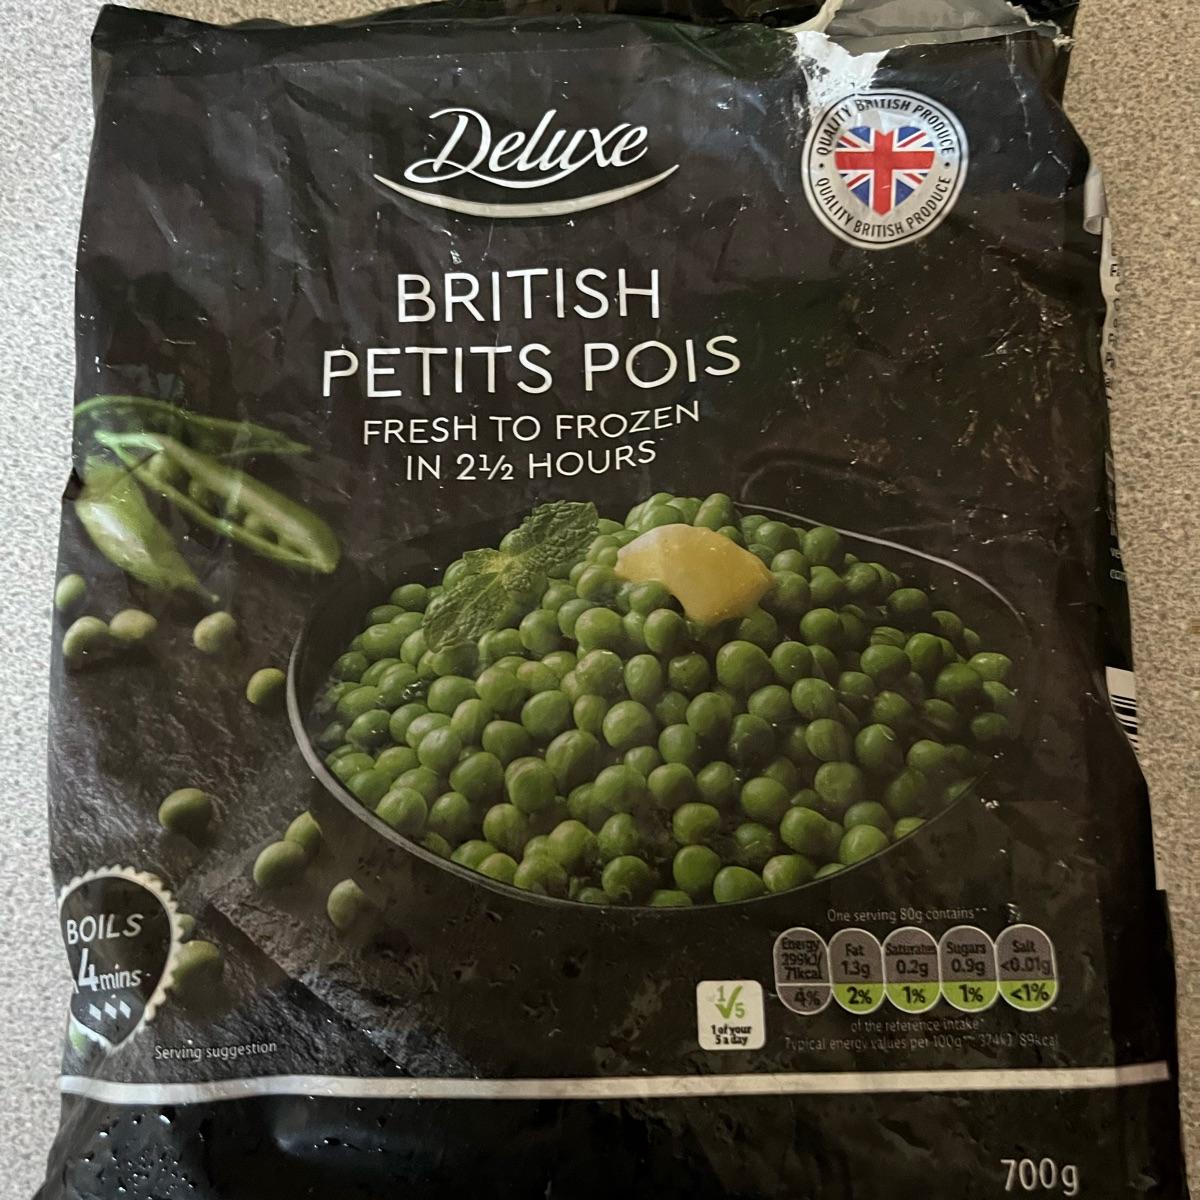 Deluxe
QUALITY BRITISH PRODUCE
QUALITY BRITISH PRODUCE
BRITISH
PETITS POIS
FRESH TO FROZEN
IN 2½ HOURS
BOILS
4 mins
Serving suggestion
1/5
1 of your
5 a day
One serving 80g contains**
Energy
299kJ/
71kcal
4%
Fat
1.3g
2%
Saturates
0.2g
1%
Sugars
0.9g
1%
Salt
<0.01g
<1%
of the reference intake*
Typical energy values per 100g** 374kJ/ 89kcal
700g